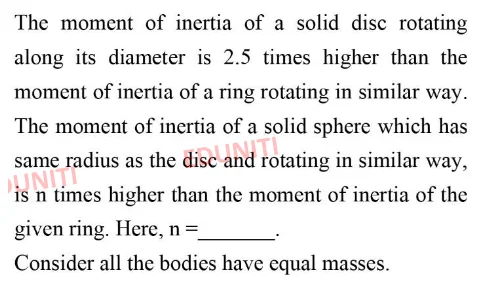 The moment of inertia of a solid disc rotating
along its diameter is 2.5 times higher than the
moment of inertia of a ring rotating in similar way.
The moment of inertia of a solid sphere which has
same radius as the disc and rotating in similar way,
is n times higher than the moment of inertia of the
given ring. Here, n =_______.
Consider all the bodies have equal masses.
EDUNITI
DUNITI